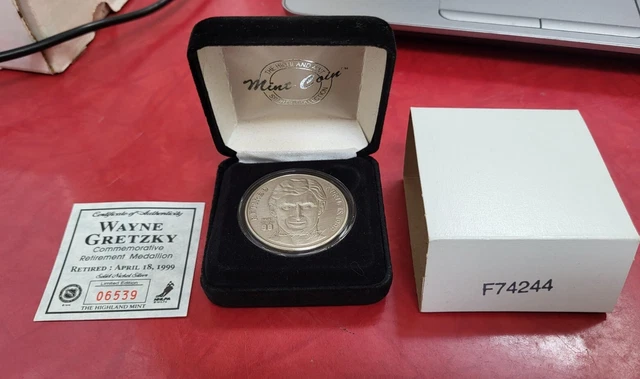 Mint Coin
Certificate of Authenticity
WAYNE
GRETZKY
Commemorative
Retirement Medallion
RETIRED : APRIL 18, 1999
Solid Nickel Silver
Limited Edition
06539
THE HIGHLAND MINT
F74244